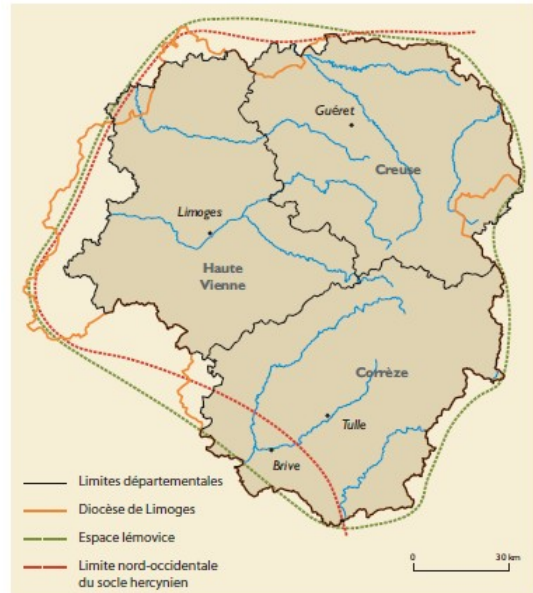 Guéret
Creuse
Limoges
Haute
Vienne
Corrèze
Tulle
Brive
Limites départementales
Diocèse de Limoges
Espace lémovice
Limite nord-occidentale
du socle hercynien
0 30 km